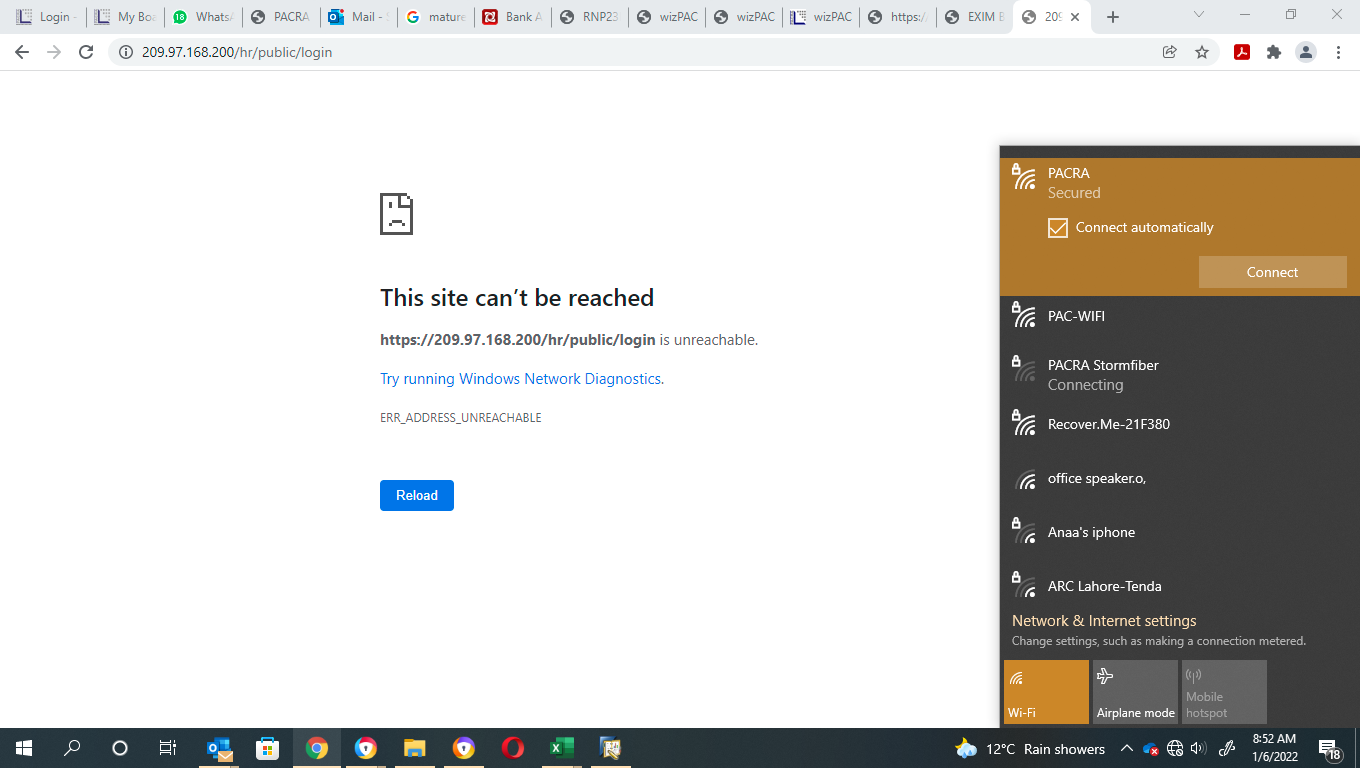 Login -
My Boa
18
WhatsA
PACRA
Mail -
mature
Bank A
RNP23
wizPAC
wizPAC
wizPAC
https:/
EXIM B
209
209.97.168.200/hr/public/login
This site can’t be reached
https://209.97.168.200/hr/public/login is unreachable.
Try running Windows Network Diagnostics.
ERR_ADDRESS_UNREACHABLE
Reload
PACRA
Secured
Connect automatically
Connect
PAC-WIFI
PACRA Stormfiber
Connecting
Recover.Me-21F380
office speaker.o,
Anaa's iphone
ARC Lahore-Tenda
Network & Internet settings
Change settings, such as making a connection metered.
Wi-Fi
Airplane mode
Mobile
hotspot
12°C Rain showers
8:52 AM
1/6/2022
18